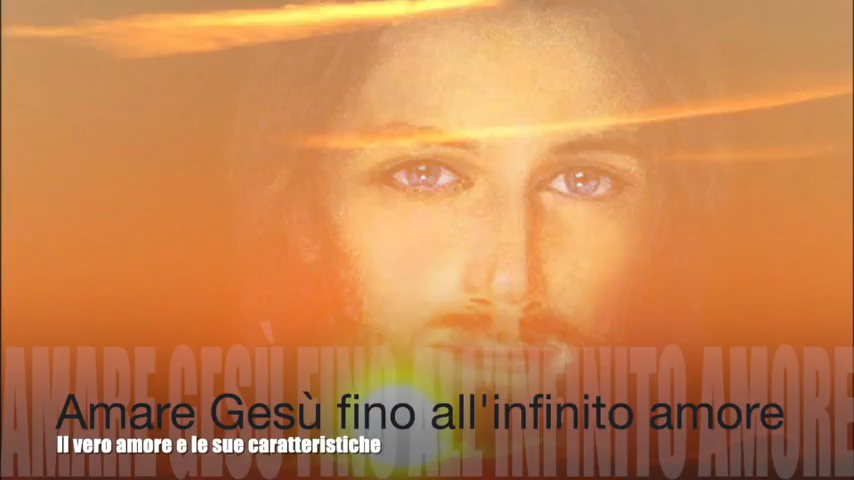 AMARE GESÙ FINO ALL'INFINITO AMORE
Amare Gesù fino all'infinito amore
Il vero amore e le sue caratteristiche